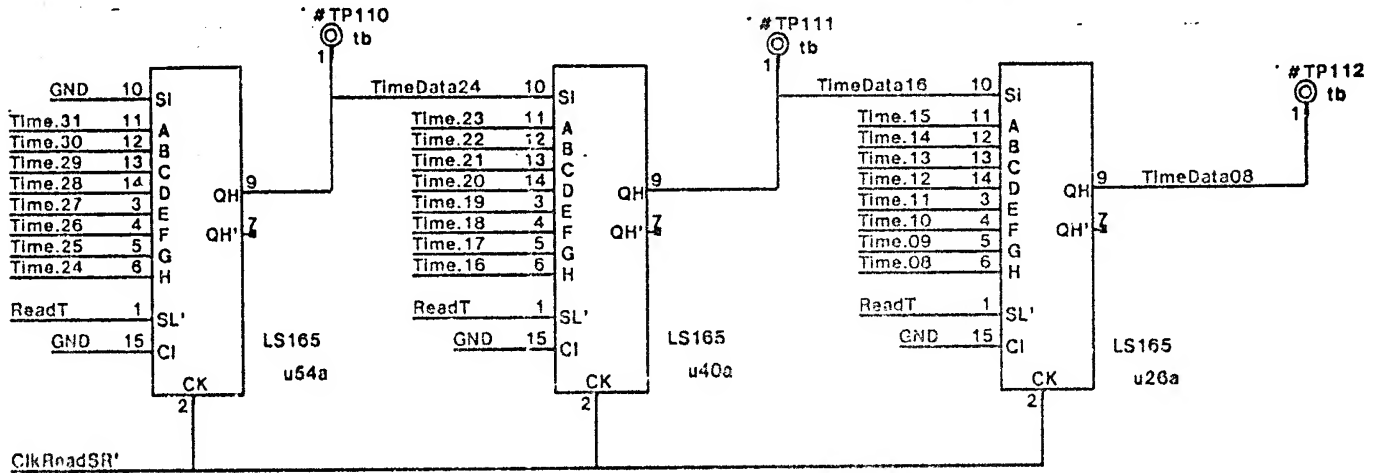 #TP110
tb
1
#TP111
tb
1
#TP112
tb
1
GND 10 SI
Time.31 11 A
Time.30 12 B
Time.29 13 C
Time.28 14 D
Time.27 3 E
Time.26 4 F
Time.25 5 G
Time.24 6 H
QH 9
QH' 7
ReadT 1 SL'
GND 15 CI
CK
2
LS165
u54a
TimeData24 10 SI
Time.23 11 A
Time.22 12 B
Time.21 13 C
Time.20 14 D
Time.19 3 E
Time.18 4 F
Time.17 5 G
Time.16 6 H
QH 9
QH' 7
ReadT 1 SL'
GND 15 CI
CK
2
LS165
u40a
TimeData16 10 SI
Time.15 11 A
Time.14 12 B
Time.13 13 C
Time.12 14 D
Time.11 3 E
Time.10 4 F
Time.09 5 G
Time.08 6 H
QH 9 TimeData08
QH' 7
ReadT 1 SL'
GND 15 CI
CK
2
LS165
u26a
ClkReadSR'